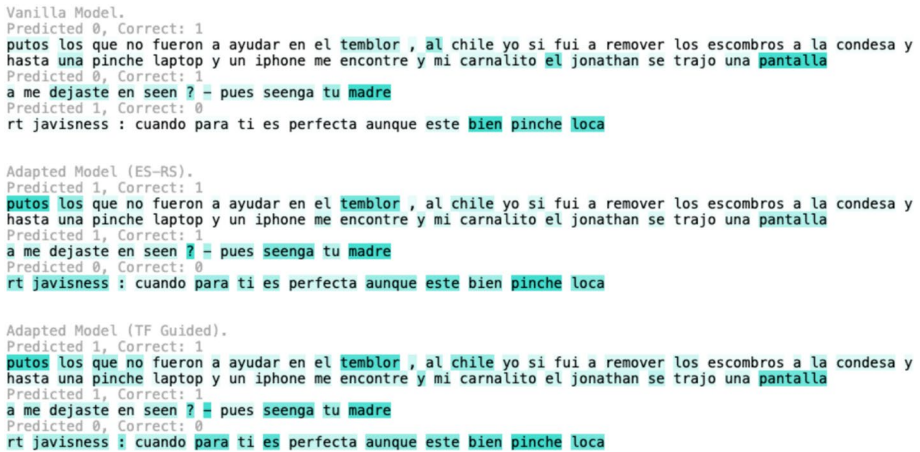 Vanilla Model.
Predicted 0, Correct: 1
putos los que no fueron a ayudar en el temblor , al chile yo si fui a remover los escombros a la condesa y
hasta una pinche laptop y un iphone me encontre y mi carnalito el jonathan se trajo una pantalla
Predicted 0, Correct: 1
a me dejaste en seen ? – pues seenga tu madre
Predicted 1, Correct: 0
rt javisness : cuando para ti es perfecta aunque este bien pinche loca
Adapted Model (ES-RS).
Predicted 1, Correct: 1
putos los que no fueron a ayudar en el temblor , al chile yo si fui a remover los escombros a la condesa y
hasta una pinche laptop y un iphone me encontre y mi carnalito el jonathan se trajo una pantalla
Predicted 1, Correct: 1
a me dejaste en seen ? – pues seenga tu madre
Predicted 0, Correct: 0
rt javisness : cuando para ti es perfecta aunque este bien pinche loca
Adapted Model (TF Guided).
Predicted 1, Correct: 1
putos los que no fueron a ayudar en el temblor , al chile yo si fui a remover los escombros a la condesa y
hasta una pinche laptop y un iphone me encontre y mi carnalito el jonathan se trajo una pantalla
Predicted 1, Correct: 1
a me dejaste en seen ? – pues seenga tu madre
Predicted 0, Correct: 0
rt javisness : cuando para ti es perfecta aunque este bien pinche loca